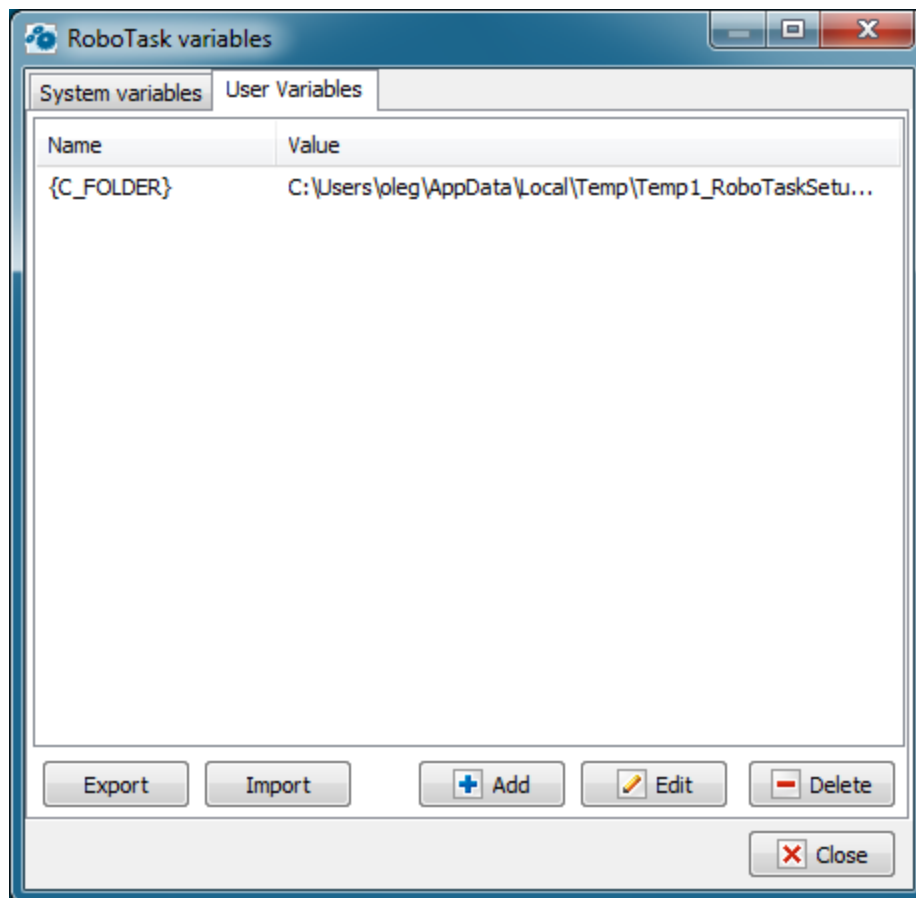 RoboTask variables
System variables User Variables
Name Value
{C_FOLDER} C:\Users\oleg\AppData\Local\Temp\Temp1_RoboTaskSetu...
Export Import Add Edit Delete
Close